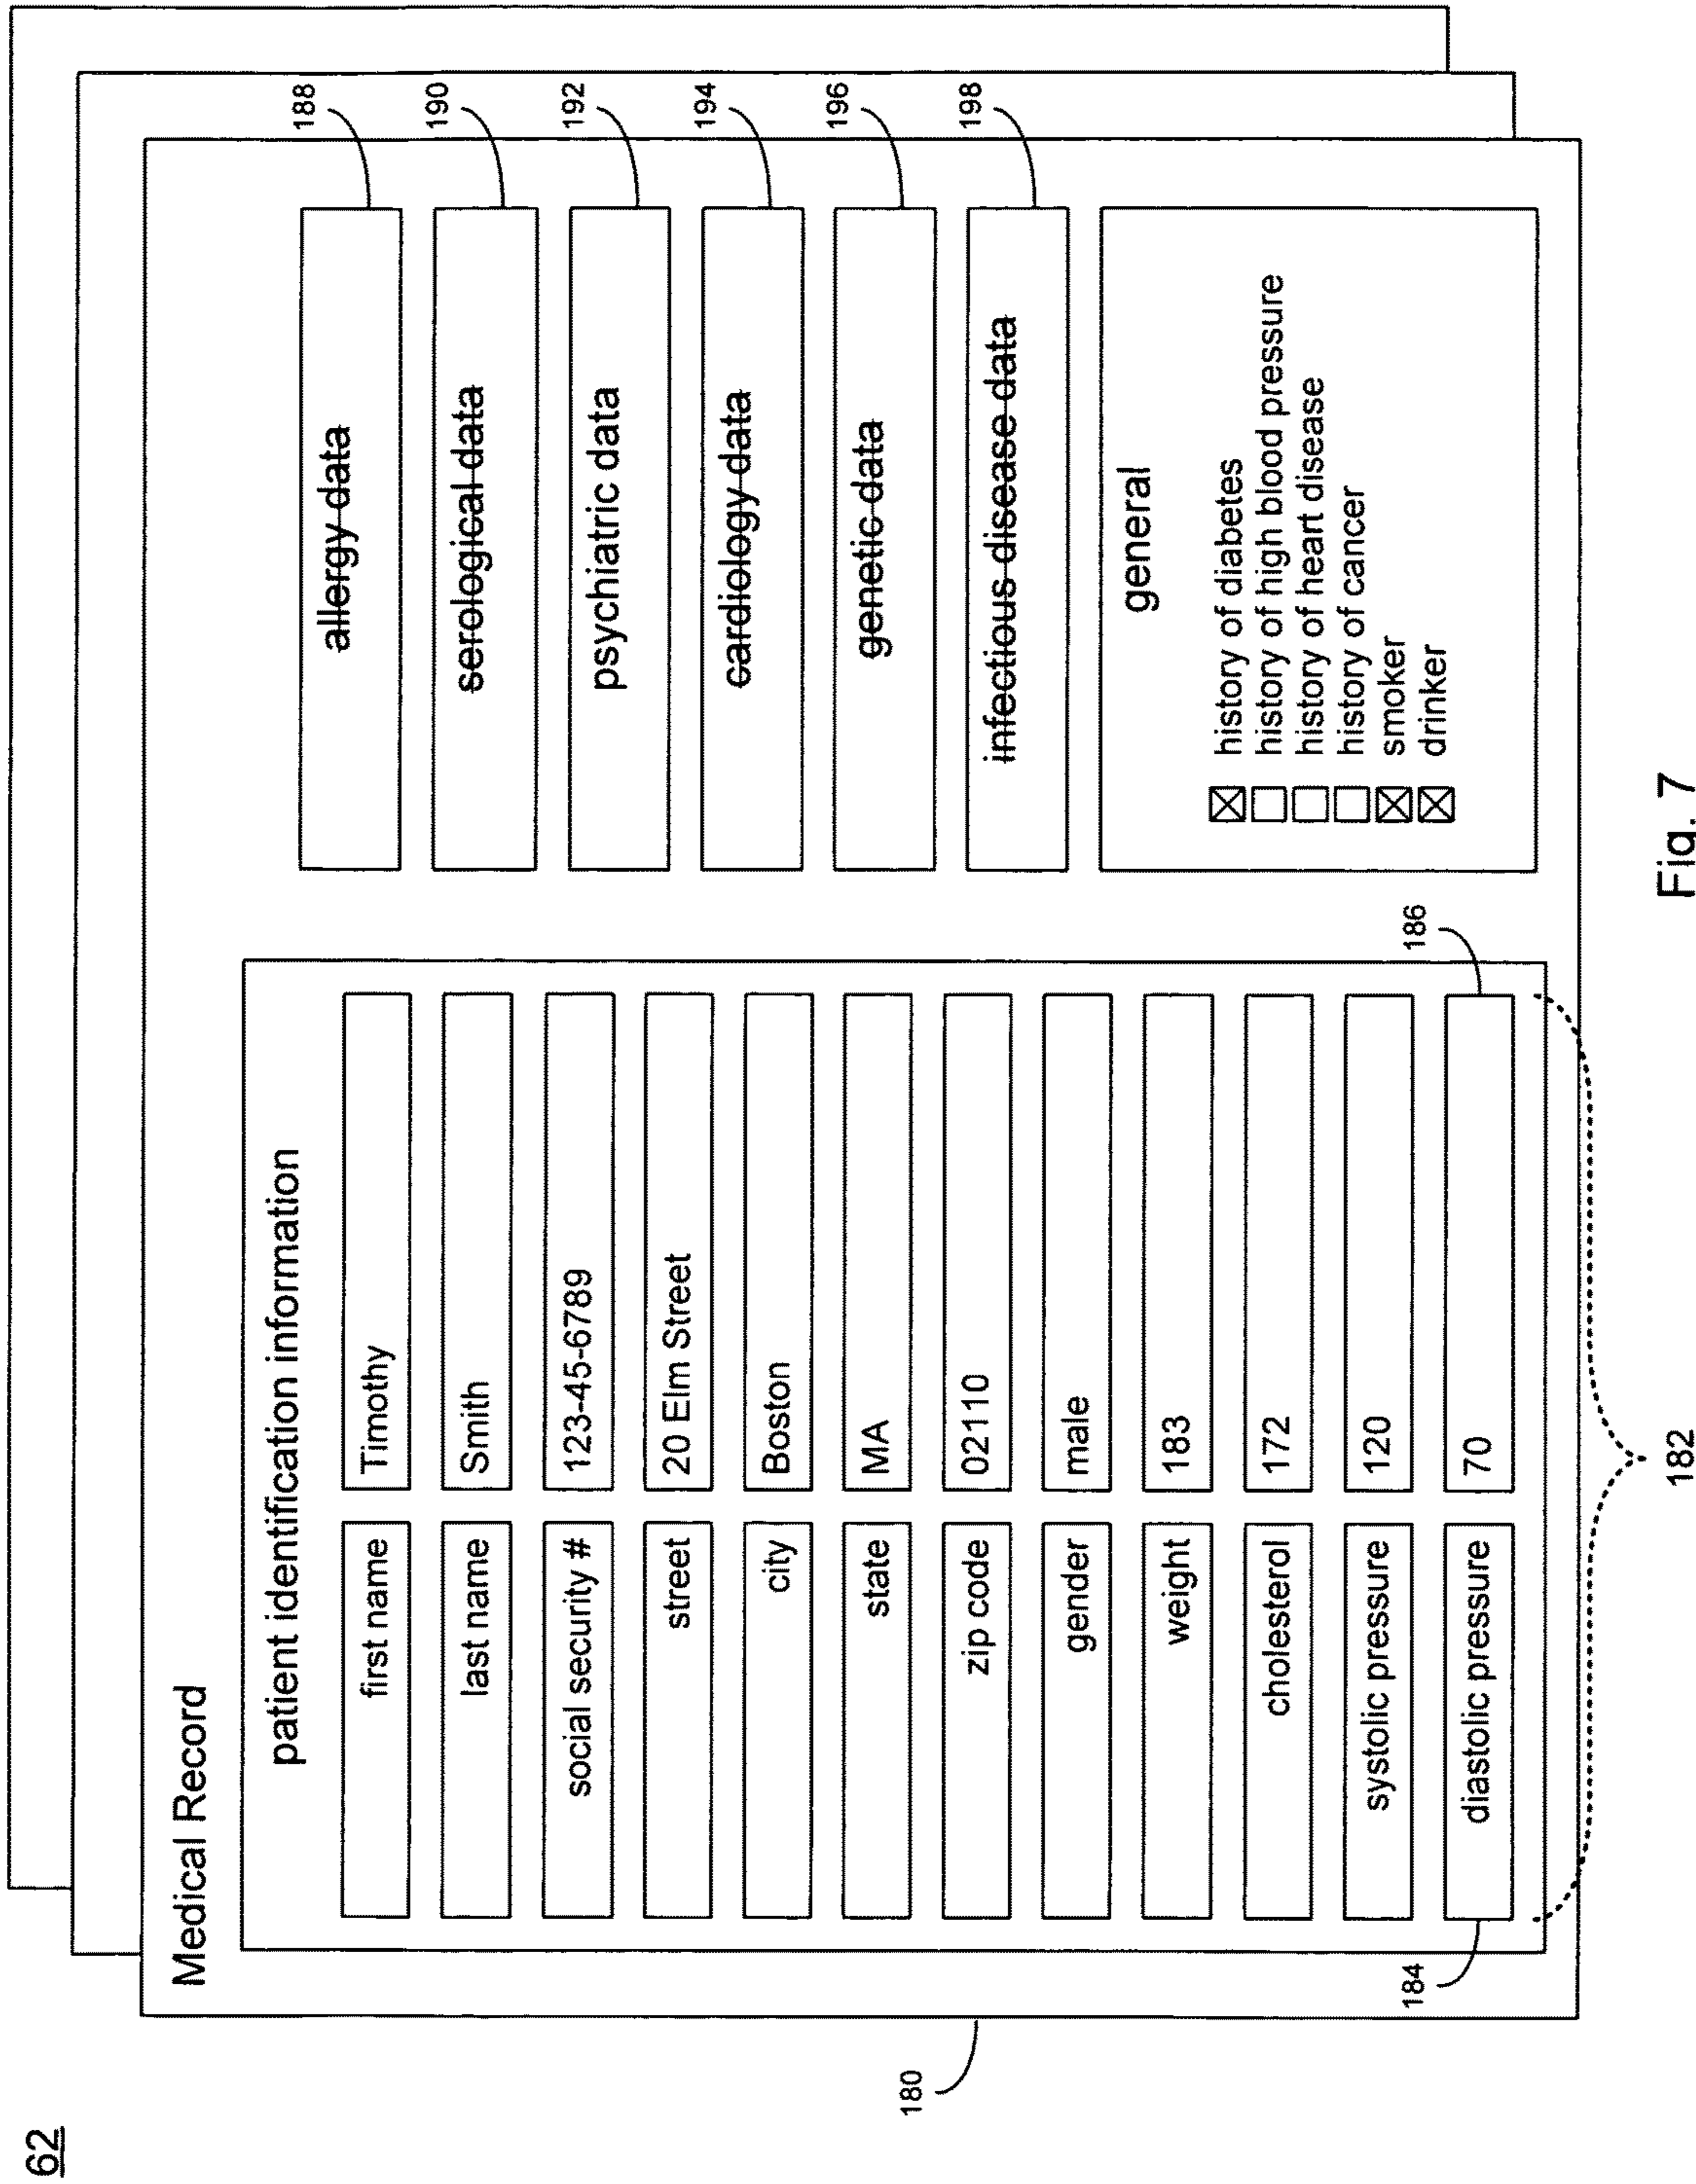 62
Medical Record
180
patient identification information
first name Timothy
last name Smith
social security # 123-45-6789
street 20 Elm Street
city Boston
state MA
zip code 02110
gender male
weight 183
cholesterol 172
systolic pressure 120
diastolic pressure 70
184
186
182
allergy data
188
serological data
190
psychiatric data
192
cardiology data
194
genetic data
196
infectious disease data
198
general
history of diabetes
history of high blood pressure
history of heart disease
history of cancer
smoker
drinker
Fig. 7